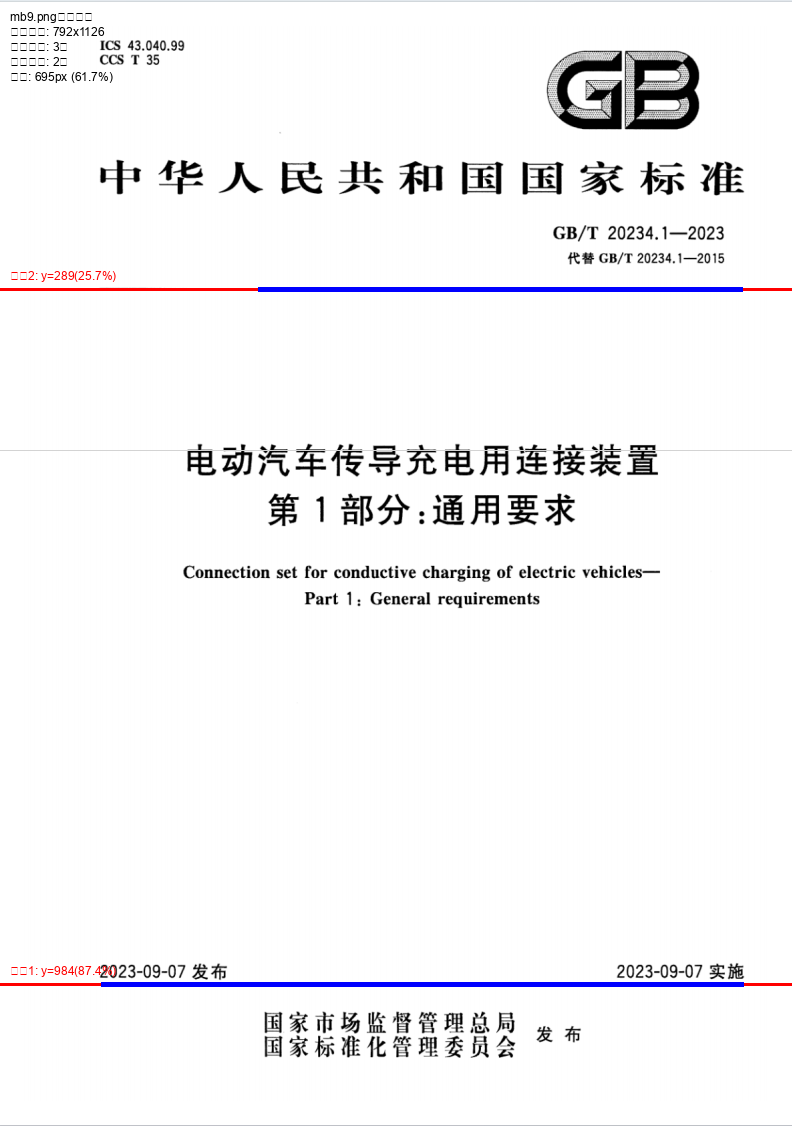 mb9.png
: 792x1126
: 3
: 2
: 695px (61.7%)
ICS 43.040.99
CCS T 35
GB
中华人民共和国国家标准
GB/T 20234.1—2023
代替 GB/T 20234.1—2015
2: y=289(25.7%)
电动汽车传导充电用连接装置
第 1 部分:通用要求
Connection set for conductive charging of electric vehicles—
Part 1: General requirements
1: y=984(87.4%)
2023-09-07 发布
2023-09-07 实施
国家市场监督管理总局
国家标准化管理委员会
发布